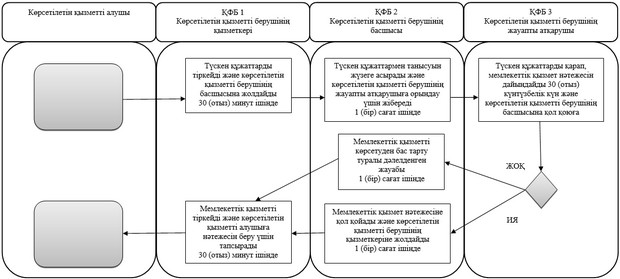 Көрсетілетін қызметті алушы
ҚФБ 1
Көрсетілетін қызметті берушінің
қызметкері
ҚФБ 2
Көрсетілетін қызметті берушінің
басшысы
ҚФБ 3
Көрсетілетін қызметті берушінің
жауапты атқарушы
Түскен құжаттарды
тіркейді және көрсетілетін
қызметті берушінің
басшысына жолдайды
30 (отыз) минут ішінде
Түскен құжаттармен танысуын
жүзеге асырады және
көрсетілетін қызметті берушінің
жауапты атқарушыға орындау
үшін жібереді
1 (бір) сағат ішінде
Түскен құжаттарды қарап,
мемлекеттік қызмет нәтежесін
дайындайды 30 (отыз)
күнтүзбелік күн және
көрсетілетін қызметті берушінің
басшысына қол қоюға
Мемлекеттік қызметті
көрсетуден бас тарту
туралы дәлелденген
жауабы
1 (бір) сағат ішінде
ЖОҚ
ИЯ
Мемлекеттік қызметті
тіркейді және көрсетілетін
қызметті алушыға
нәтежесін беру үшін
тапсырады
30 (отыз) минут ішінде
Мемлекеттік қызмет нәтежесіне
қол қойады және көрсетілетін
қызметті берушінің
қызметкеріне жолдайды
1 (бір) сағат ішінде